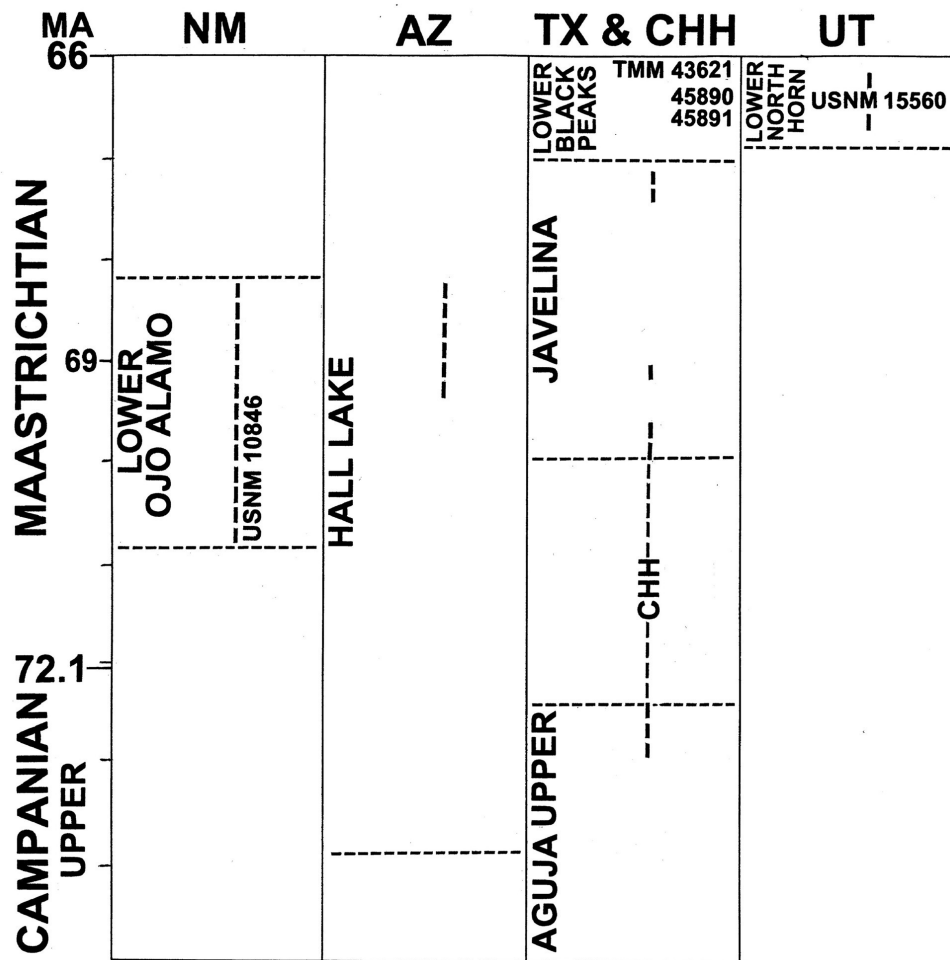 MA
NM
AZ
TX & CHH
UT
66
69
72.1
MAASTRICHTIAN
CAMPANIAN
UPPER
LOWER
OJO ALAMO
USNM 10846
HALL LAKE
LOWER
BLACK
PEAKS
TMM 43621
45890
45891
JAVELINA
CHH
AGUJA UPPER
LOWER
NORTH
HORN
USNM 15560